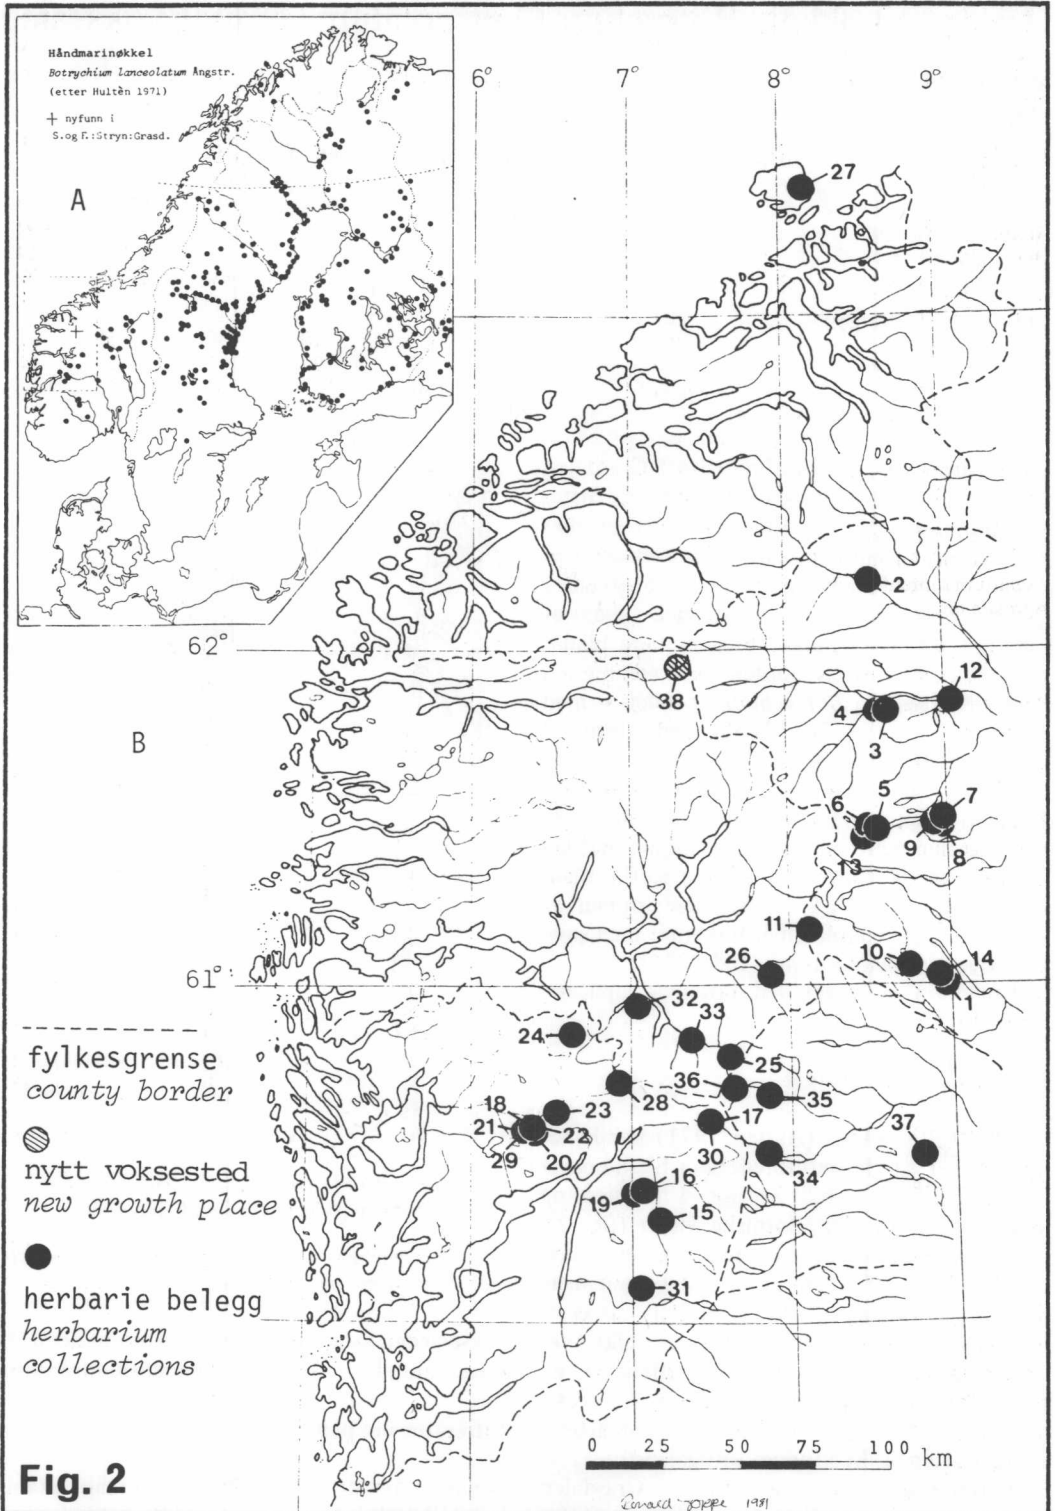 Håndmarinøkkel
Botrychium lanceolatum Ångstr.
(etter Hultèn 1971)
+ nyfunn i
S.og F.:Stryn:Grasd.
A
6° 7° 8° 9°
27
2
62°
38
12
4
3
B
6 5 7
13 9 8
11
26 10 14
61°
1
32
33
24
25
36
28 35
18 23
21 22 17 37
29 20 30
34
16
19
15
31
fylkesgrense
county border
nytt voksested
new growth place
herbarie belegg
herbarium
collections
0 25 50 75 100 km
Fig. 2
1981